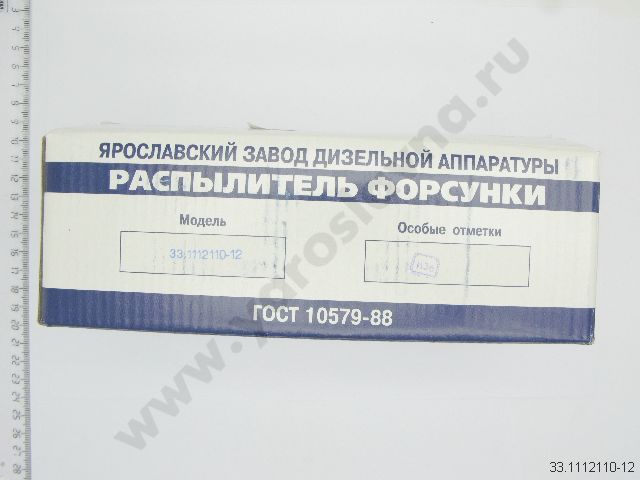 ЯРОСЛАВСКИЙ ЗАВОД ДИЗЕЛЬНОЙ АППАРАТУРЫ
РАСПЫЛИТЕЛЬ ФОРСУНКИ
Модель
Особые отметки
33.1112110-12
ГОСТ 10579-88
33.1112110-12